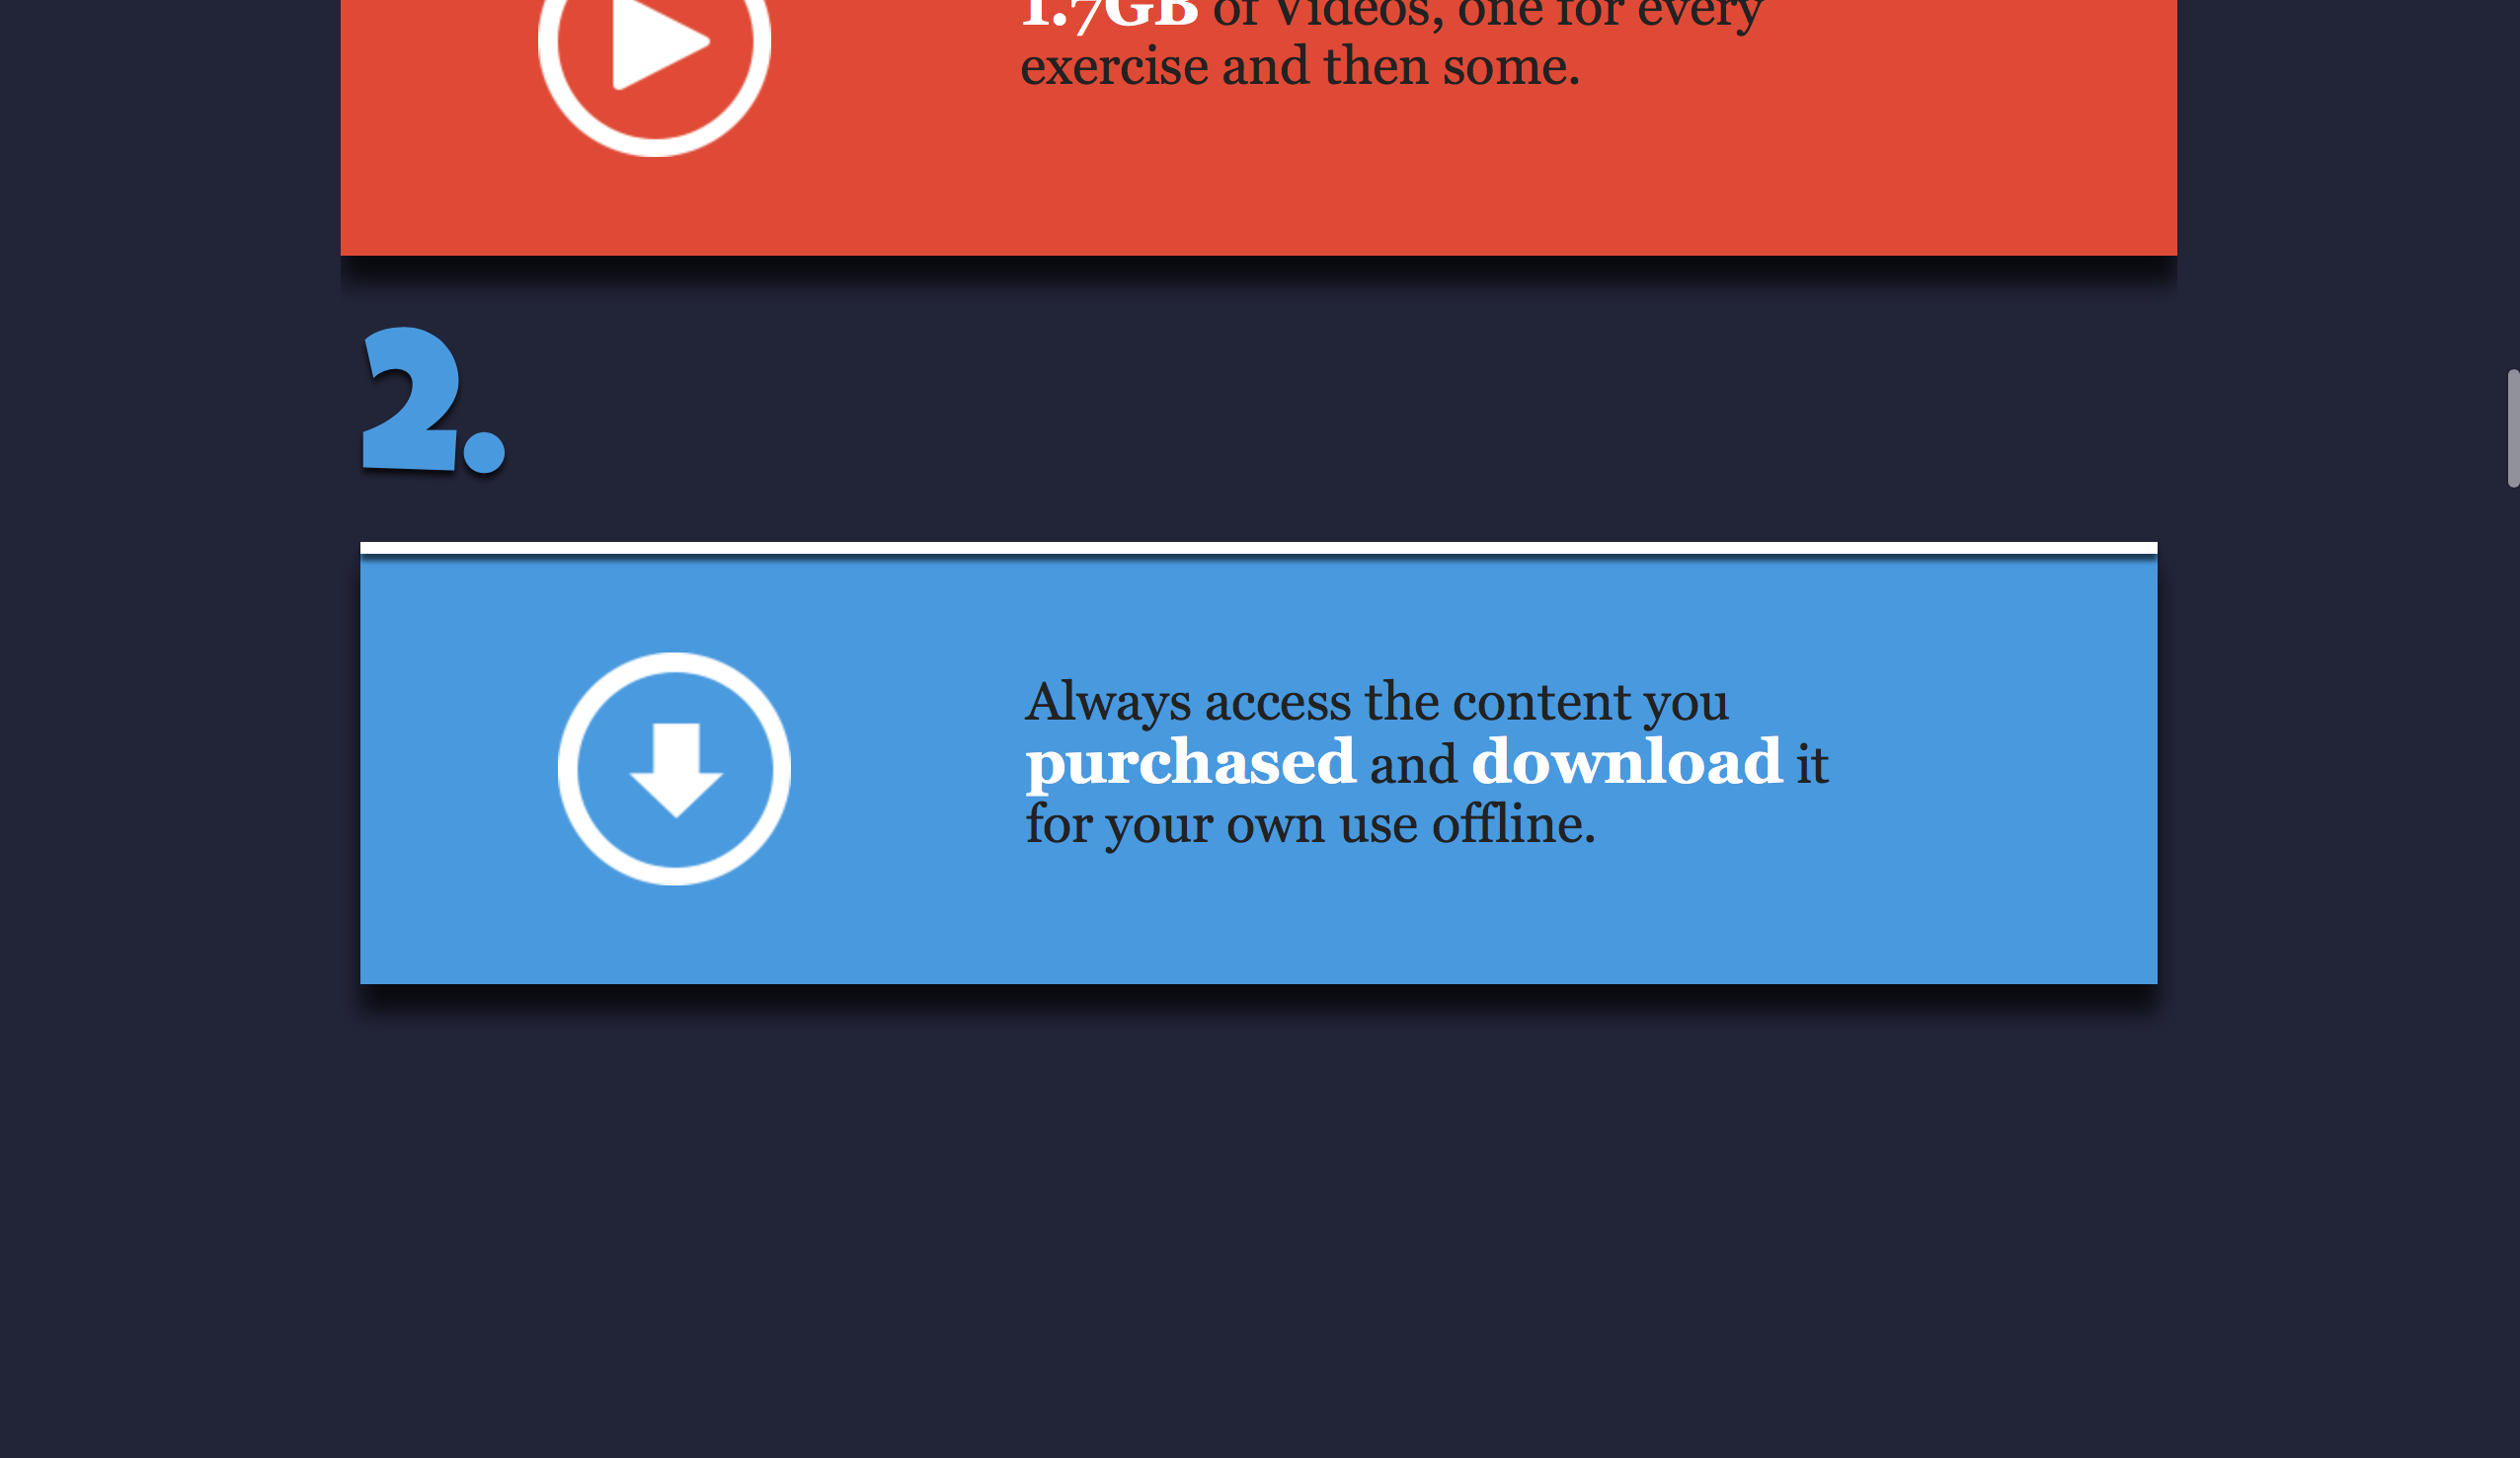 1.7GB of Videos, one for every
exercise and then some.
2.
Always access the content you
purchased and download it
for your own use offline.